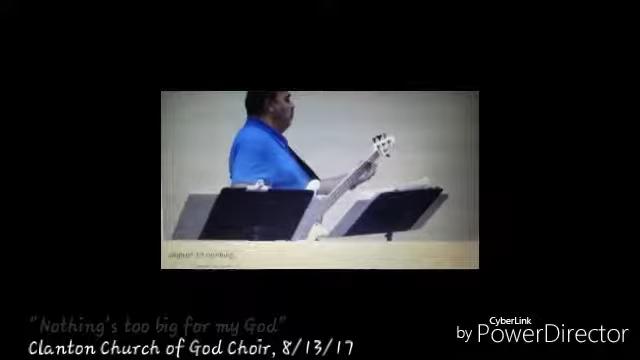 "Nothing's too big for my God"
Clanton Church of God Choir, 8/13/17
CyberLink
by PowerDirector